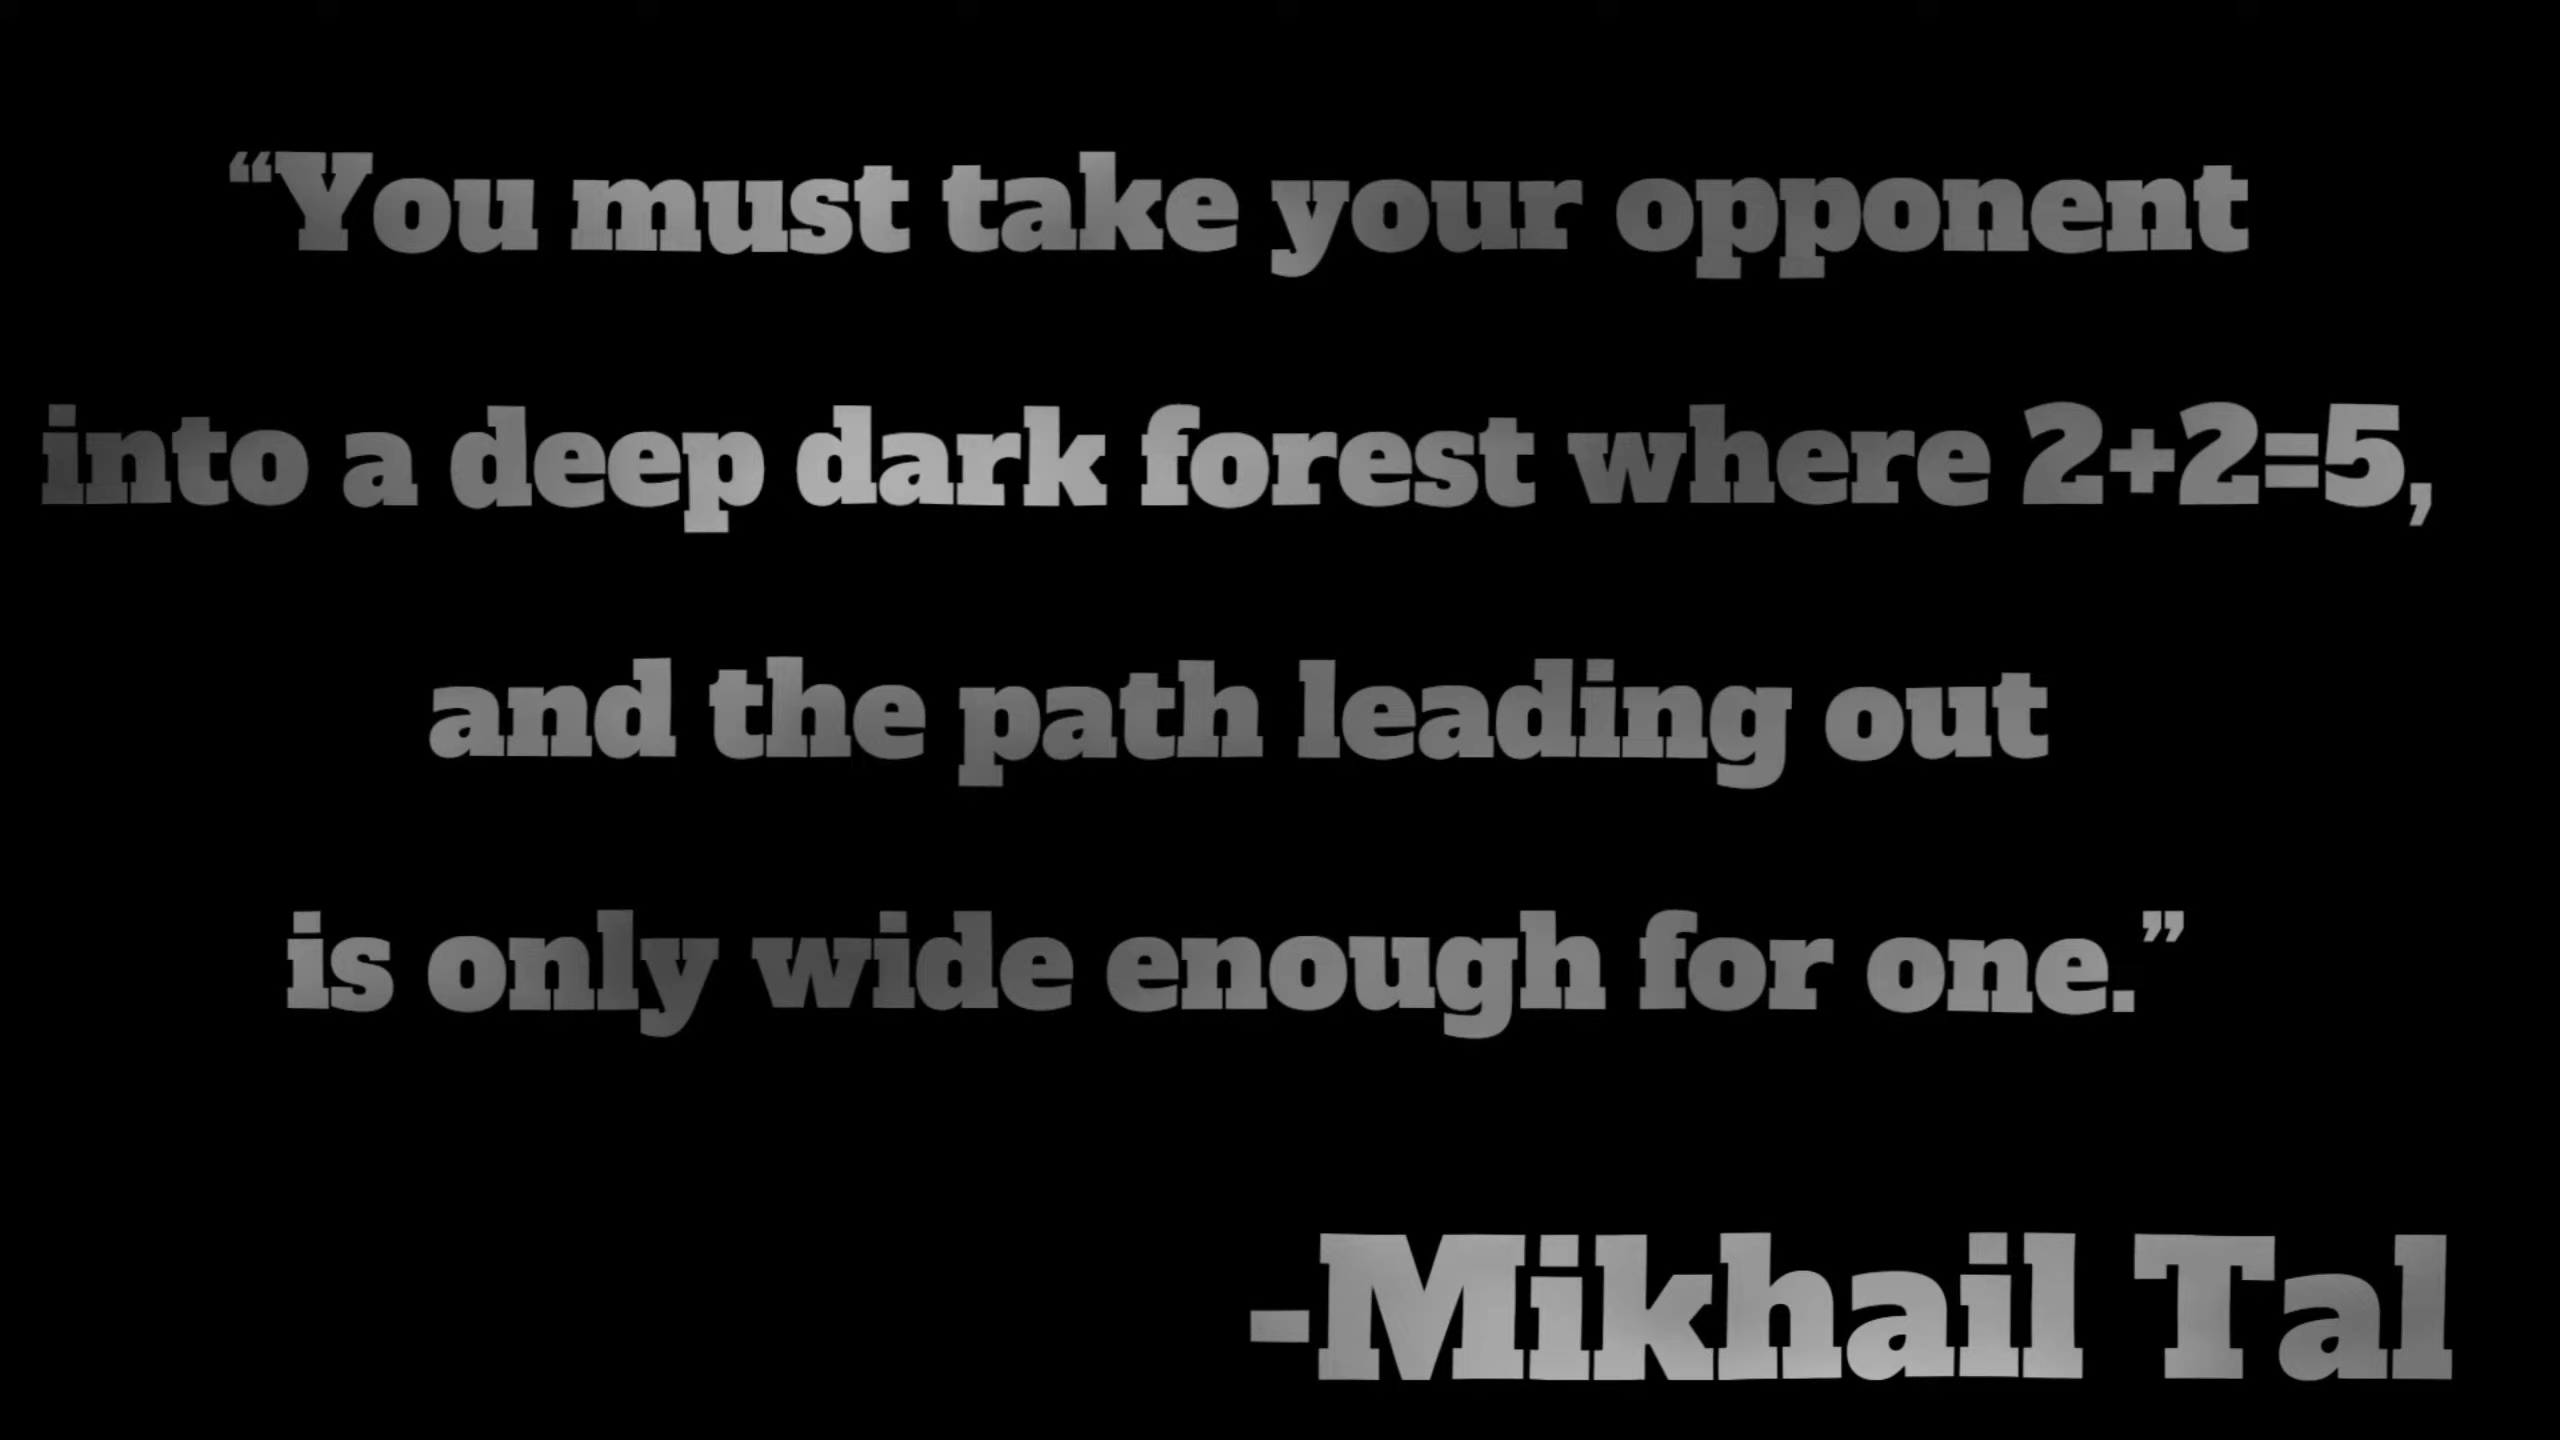 “You must take your opponent
into a deep dark forest where 2+2=5,
and the path leading out
is only wide enough for one.”
-Mikhail Tal